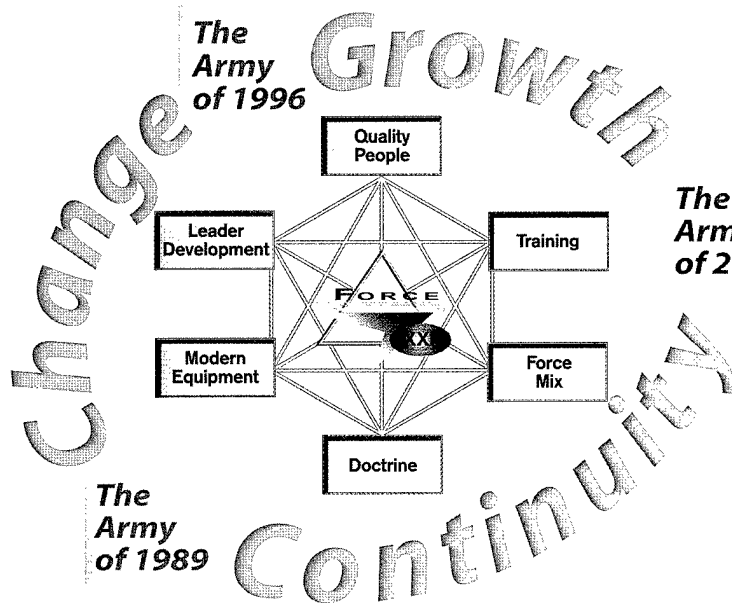 The
Army
of 1996
Growth
Change
Quality
People
Leader
Development
Training
The
of 2
FORCE
XXI
Modern
Equipment
Force
Mix
Doctrine
The
Army
of 1989
Continuity